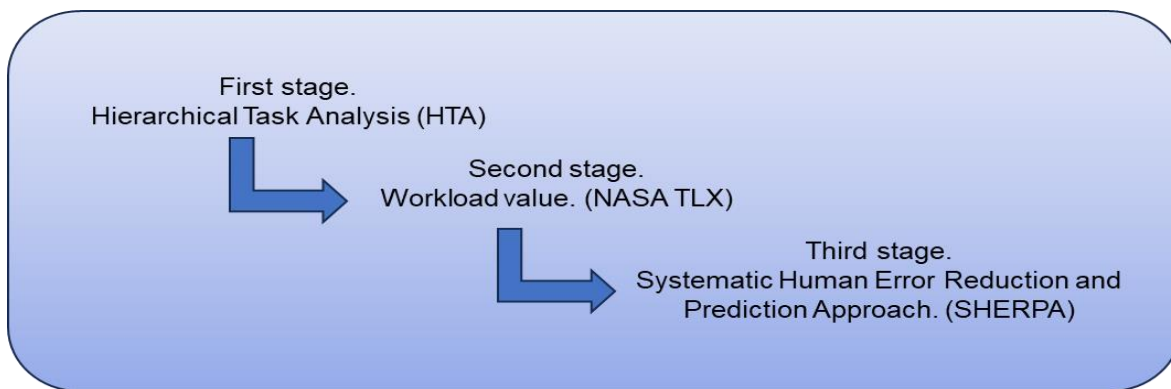 First stage.
Hierarchical Task Analysis (HTA)
Second stage.
Workload value. (NASA TLX)
Third stage.
Systematic Human Error Reduction and
Prediction Approach. (SHERPA)